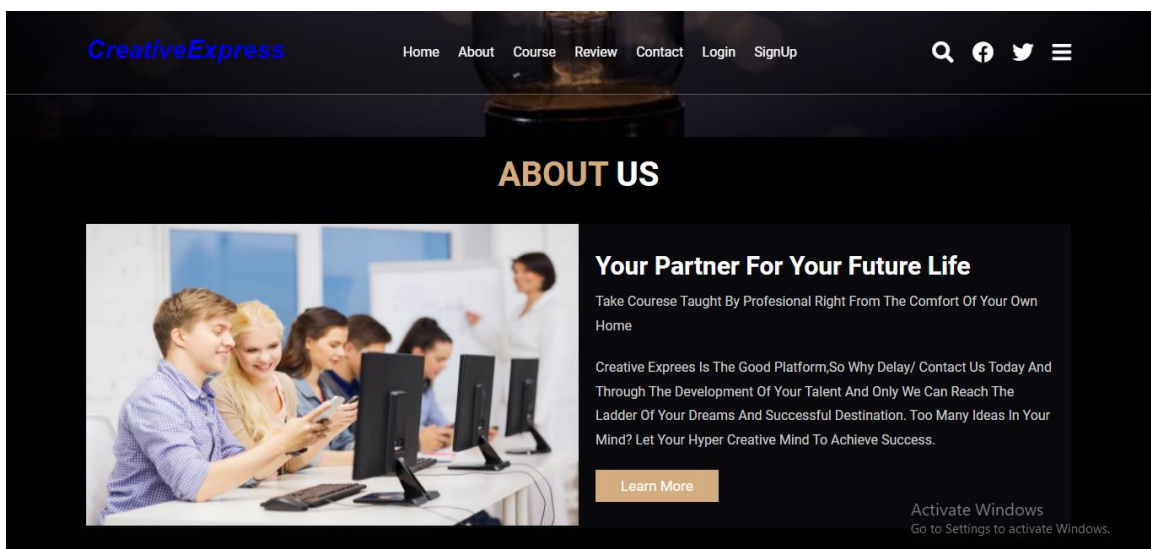 CreativeExpress
Home About Course Review Contact Login SignUp
ABOUT US
Your Partner For Your Future Life
Take Courese Taught By Profesional Right From The Comfort Of Your Own
Home
Creative Exprees Is The Good Platform,So Why Delay/ Contact Us Today And
Through The Development Of Your Talent And Only We Can Reach The
Ladder Of Your Dreams And Successful Destination. Too Many Ideas In Your
Mind? Let Your Hyper Creative Mind To Achieve Success.
Learn More
Activate Windows
Go to Settings to activate Windows.